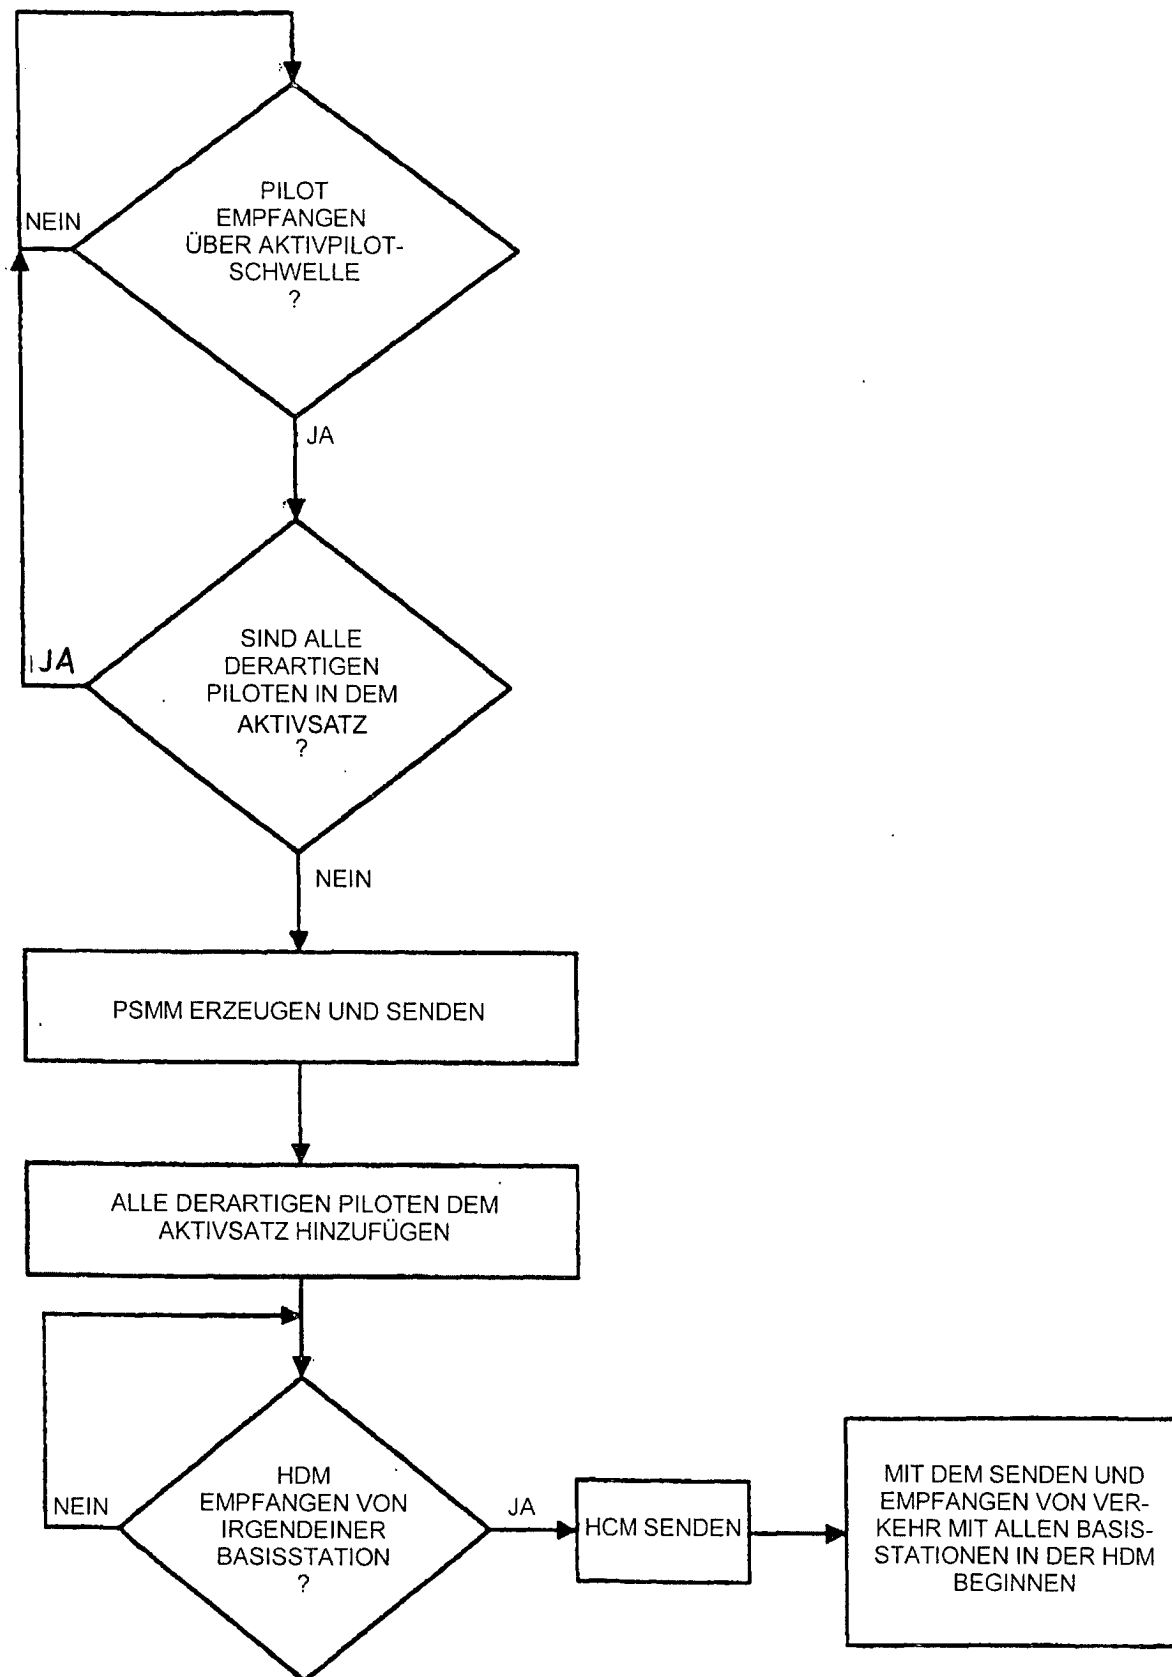 PILOT
EMPFANGEN
ÜBER AKTIVPILOT-
SCHWELLE
?
NEIN
JA
SIND ALLE
DERARTIGEN
PILOTEN IN DEM
AKTIVSATZ
?
JA
NEIN
PSMM ERZEUGEN UND SENDEN
ALLE DERARTIGEN PILOTEN DEM
AKTIVSATZ HINZUFÜGEN
HDM
EMPFANGEN VON
IRGENDEINER
BASISSTATION
?
NEIN
JA
HCM SENDEN
MIT DEM SENDEN UND
EMPFANGEN VON VER-
KEHR MIT ALLEN BASIS-
STATIONEN IN DER HDM
BEGINNEN